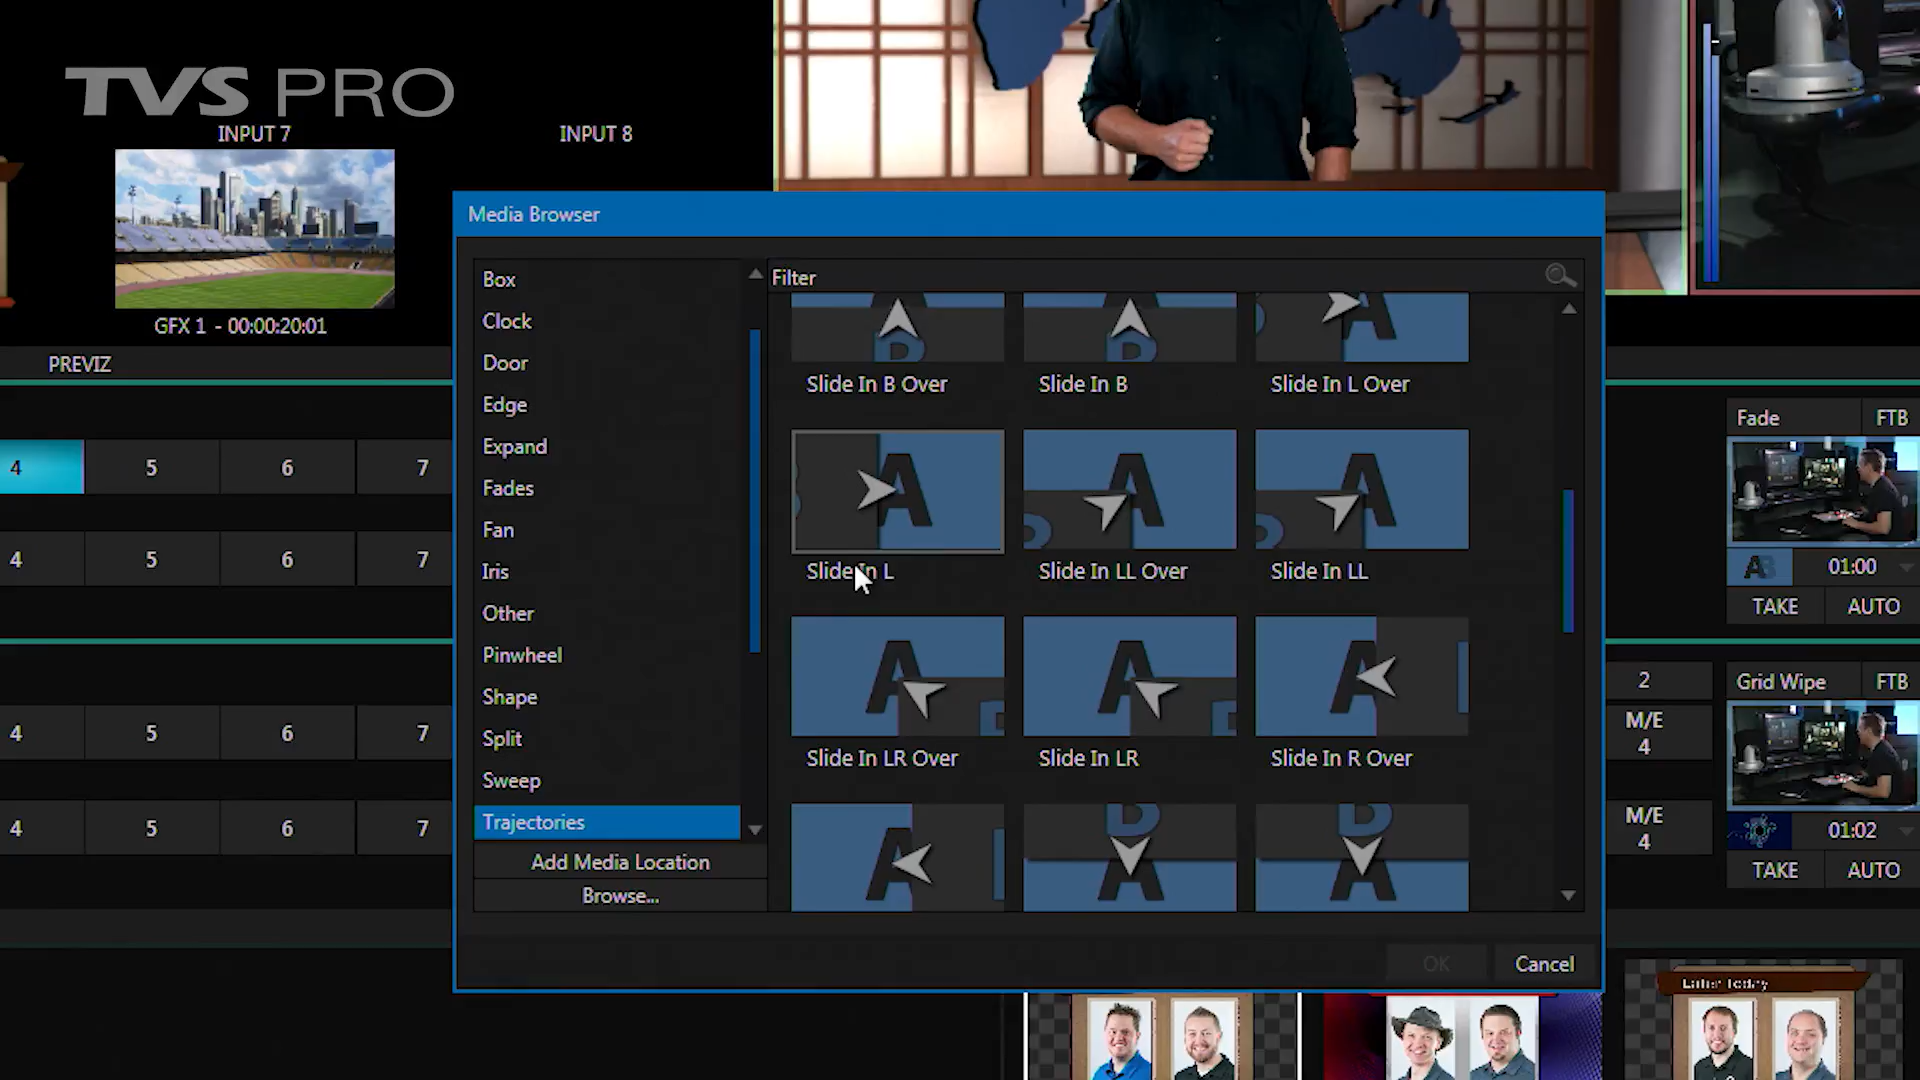 TVS PRO
INPUT 7
INPUT 8
GFX 1 - 00:00:20:01
PREVIZ
4
5
6
7
4
5
6
7
4
5
6
7
4
5
6
7
Media Browser
Box
Clock
Door
Edge
Expand
Fades
Fan
Iris
Other
Pinwheel
Shape
Split
Sweep
Trajectories
Add Media Location
Browse...
Filter
Slide In B Over
Slide In B
Slide In L Over
Slide In L
Slide In LL Over
Slide In LL
Slide In LR Over
Slide In LR
Slide In R Over
OK
Cancel
Fade
FTB
01:00
TAKE
AUTO
2
Grid Wipe
FTB
M/E
4
M/E
4
01:02
TAKE
AUTO
Later Today